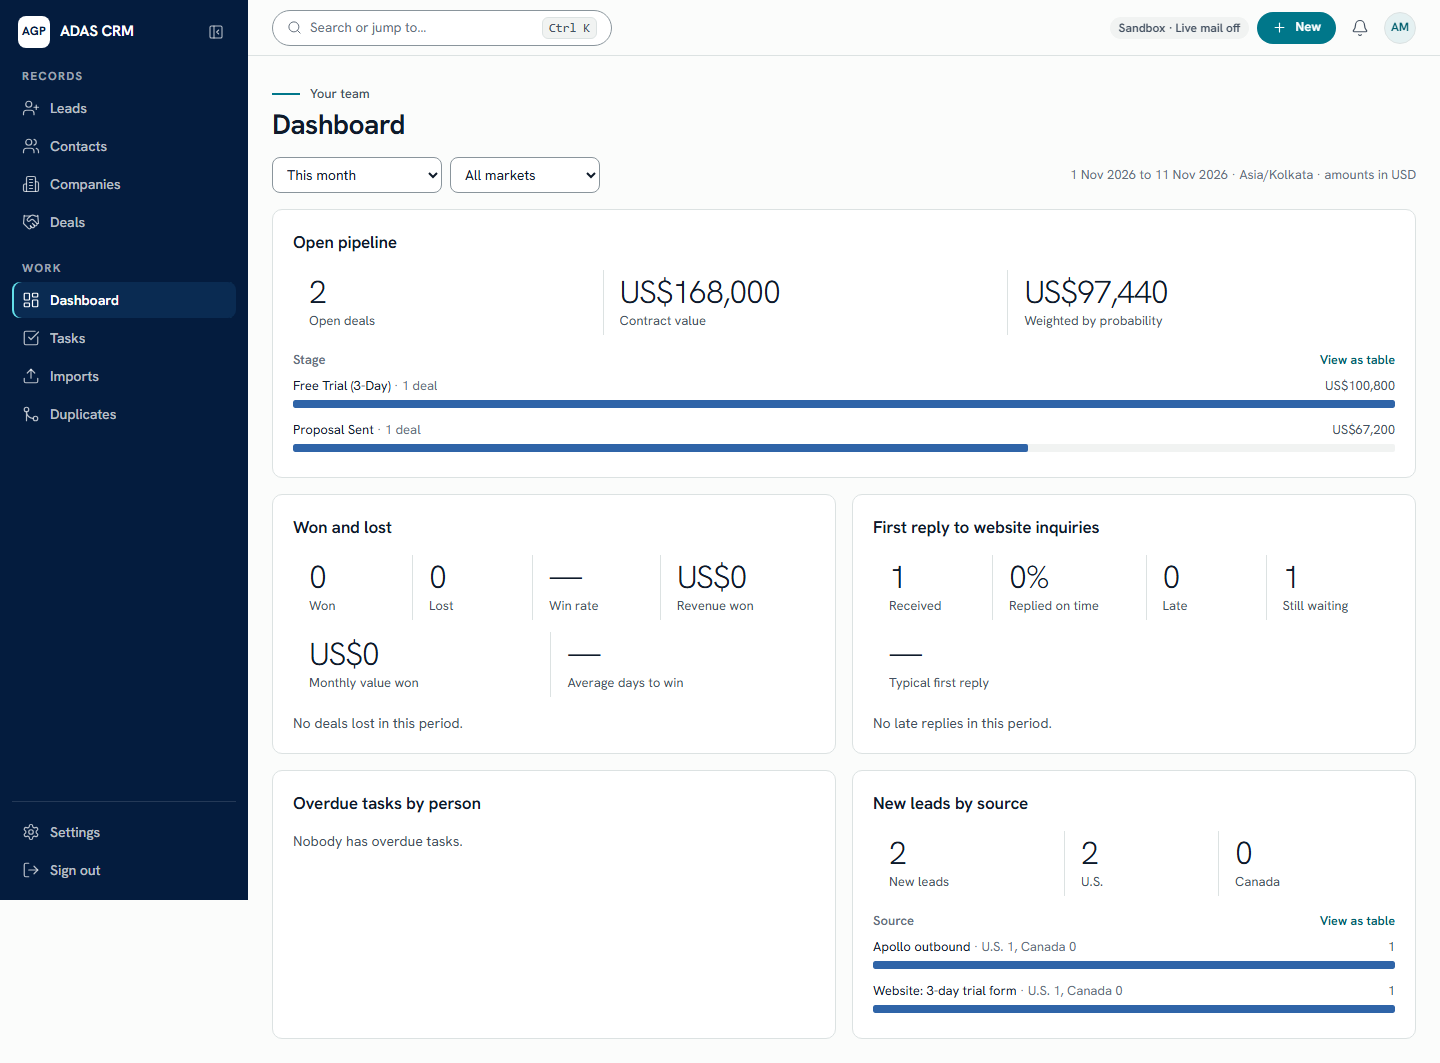 AGP ADAS CRM
RECORDS
Leads
Contacts
Companies
Deals
WORK
Dashboard
Tasks
Imports
Duplicates
Settings
Sign out
Search or jump to... Ctrl K
Sandbox · Live mail off
New
AM
Your team
Dashboard
This month
All markets
1 Nov 2026 to 11 Nov 2026 · Asia/Kolkata · amounts in USD
Open pipeline
2 US$168,000 US$97,440
Open deals Contract value Weighted by probability
Stage View as table
Free Trial (3-Day) · 1 deal US$100,800
Proposal Sent · 1 deal US$67,200
Won and lost
0 0 — US$0
Won Lost Win rate Revenue won
US$0 —
Monthly value won Average days to win
No deals lost in this period.
First reply to website inquiries
1 0% 0 1
Received Replied on time Late Still waiting
—
Typical first reply
No late replies in this period.
Overdue tasks by person
Nobody has overdue tasks.
New leads by source
2 2 0
New leads U.S. Canada
Source View as table
Apollo outbound · U.S. 1, Canada 0 1
Website: 3-day trial form · U.S. 1, Canada 0 1